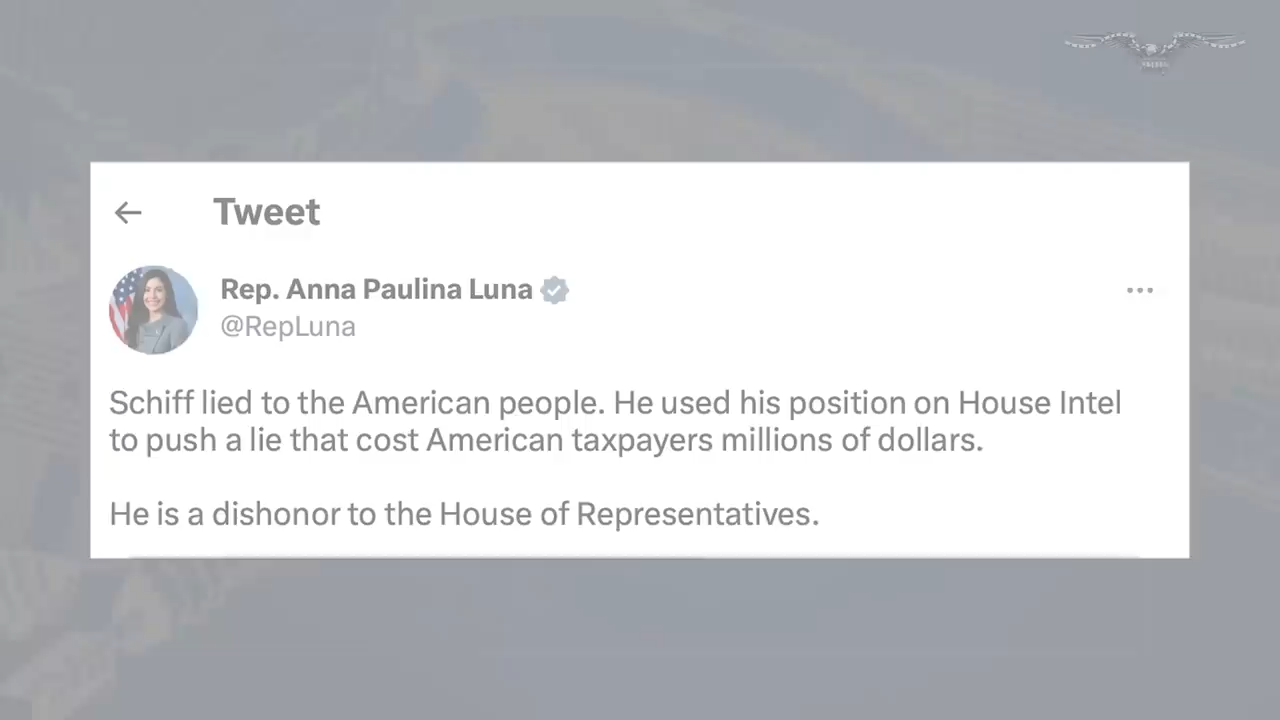 Tweet
Rep. Anna Paulina Luna
@RepLuna
Schiff lied to the American people. He used his position on House Intel
to push a lie that cost American taxpayers millions of dollars.
He is a dishonor to the House of Representatives.